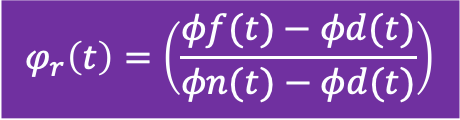 φᵣ(t) = (ϕf(t) − ϕd(t) / ϕn(t) − ϕd(t))